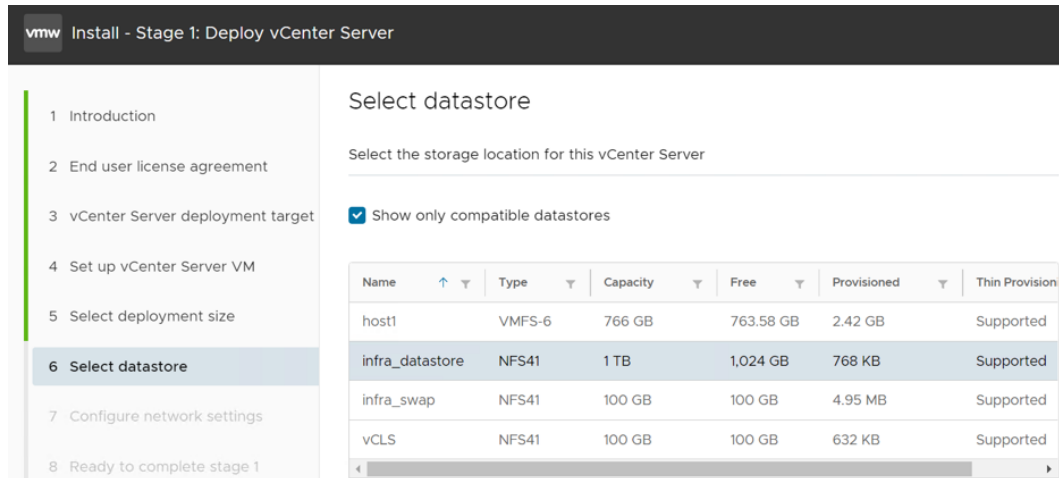 vmw Install - Stage 1: Deploy vCenter Server
1 Introduction
2 End user license agreement
3 vCenter Server deployment target
4 Set up vCenter Server VM
5 Select deployment size
6 Select datastore
7 Configure network settings
8 Ready to complete stage 1
Select datastore
Select the storage location for this vCenter Server
Show only compatible datastores
Name Type Capacity Free Provisioned Thin Provision
host1 VMFS-6 766 GB 763.58 GB 2.42 GB Supported
infra_datastore NFS41 1 TB 1,024 GB 768 KB Supported
infra_swap NFS41 100 GB 100 GB 4.95 MB Supported
vCLS NFS41 100 GB 100 GB 632 KB Supported